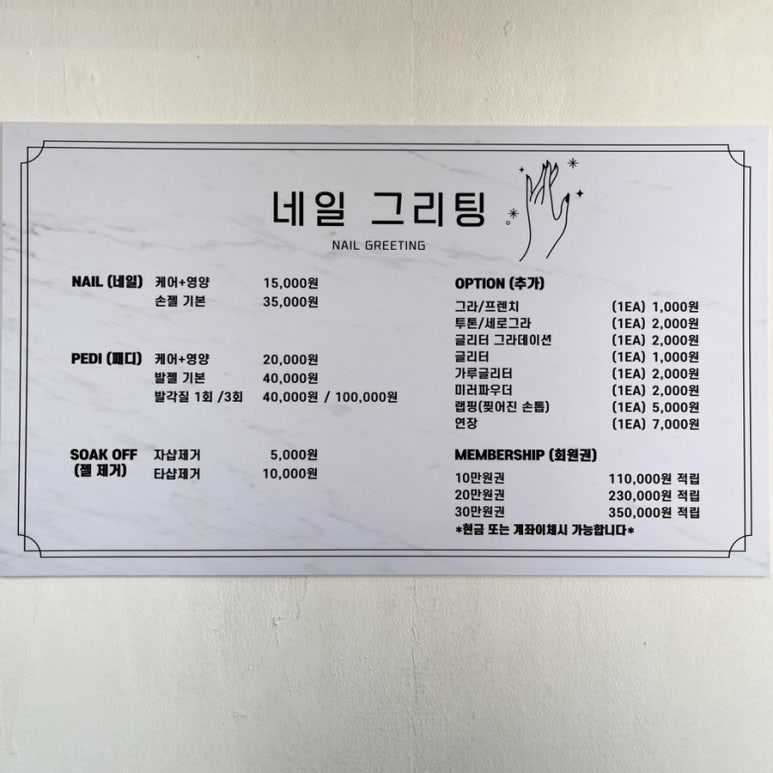 네일 그리팅
NAIL GREETING
NAIL (네일) 케어+영양 15,000원
손젤 기본 35,000원
PEDI (패디) 케어+영양 20,000원
발젤 기본 40,000원
발각질 1회 /3회 40,000원 / 100,000원
SOAK OFF 자샵제거 5,000원
(젤 제거) 타샵제거 10,000원
OPTION (추가)
그라/프렌치 (1EA) 1,000원
투톤/세로그라 (1EA) 2,000원
글리터 그라데이션 (1EA) 2,000원
글리터 (1EA) 1,000원
가루글리터 (1EA) 2,000원
미러파우더 (1EA) 2,000원
랩핑(찢어진 손톱) (1EA) 5,000원
연장 (1EA) 7,000원
MEMBERSHIP (회원권)
10만원권 110,000원 적립
20만원권 230,000원 적립
30만원권 350,000원 적립
*현금 또는 계좌이체시 가능합니다*